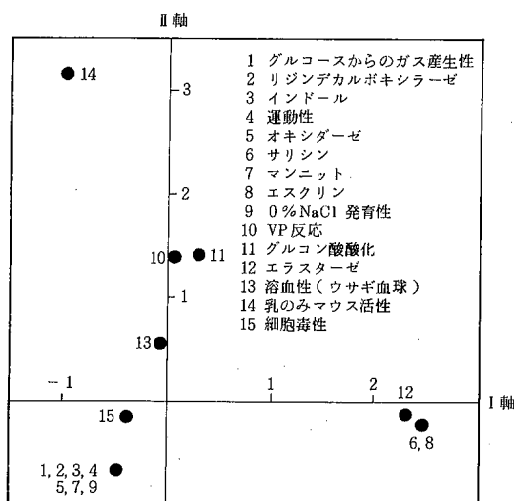 II 軸
14
3
2
10
11
1
13
-1
1
2
I 軸
12
6, 8
15
1, 2, 3, 4
5, 7, 9
1 グルコースからのガス産生性
2 リジンデカルボキシラーゼ
3 インドール
4 運動性
5 オキシダーゼ
6 サリシン
7 マンニット
8 エスクリン
9 0%NaCl 発育性
10 VP反応
11 グルコン酸酸化
12 エラスターゼ
13 溶血性(ウサギ血球)
14 乳のみマウス活性
15 細胞毒性